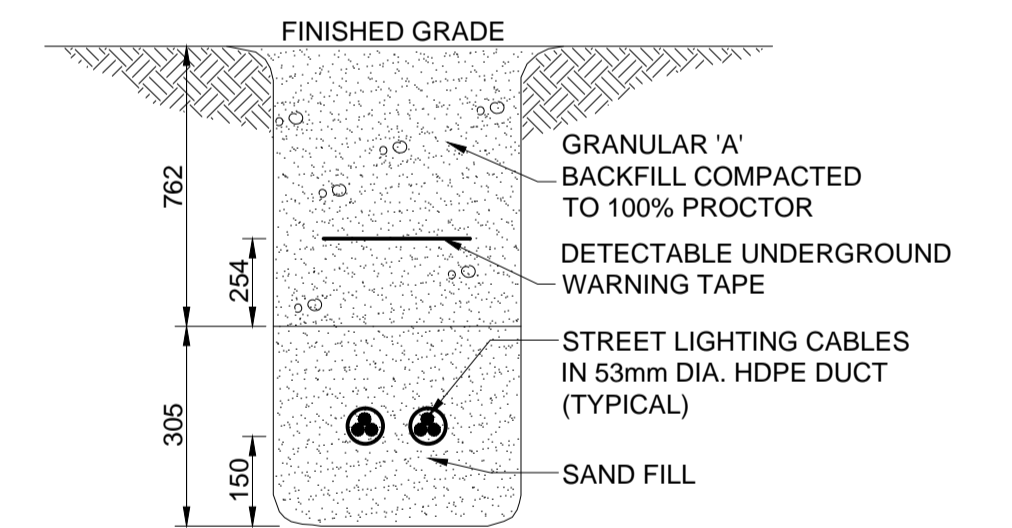 FINISHED GRADE
762
GRANULAR 'A'
BACKFILL COMPACTED
TO 100% PROCTOR
254
DETECTABLE UNDERGROUND
WARNING TAPE
305
STREET LIGHTING CABLES
IN 53mm DIA. HDPE DUCT
(TYPICAL)
150
SAND FILL